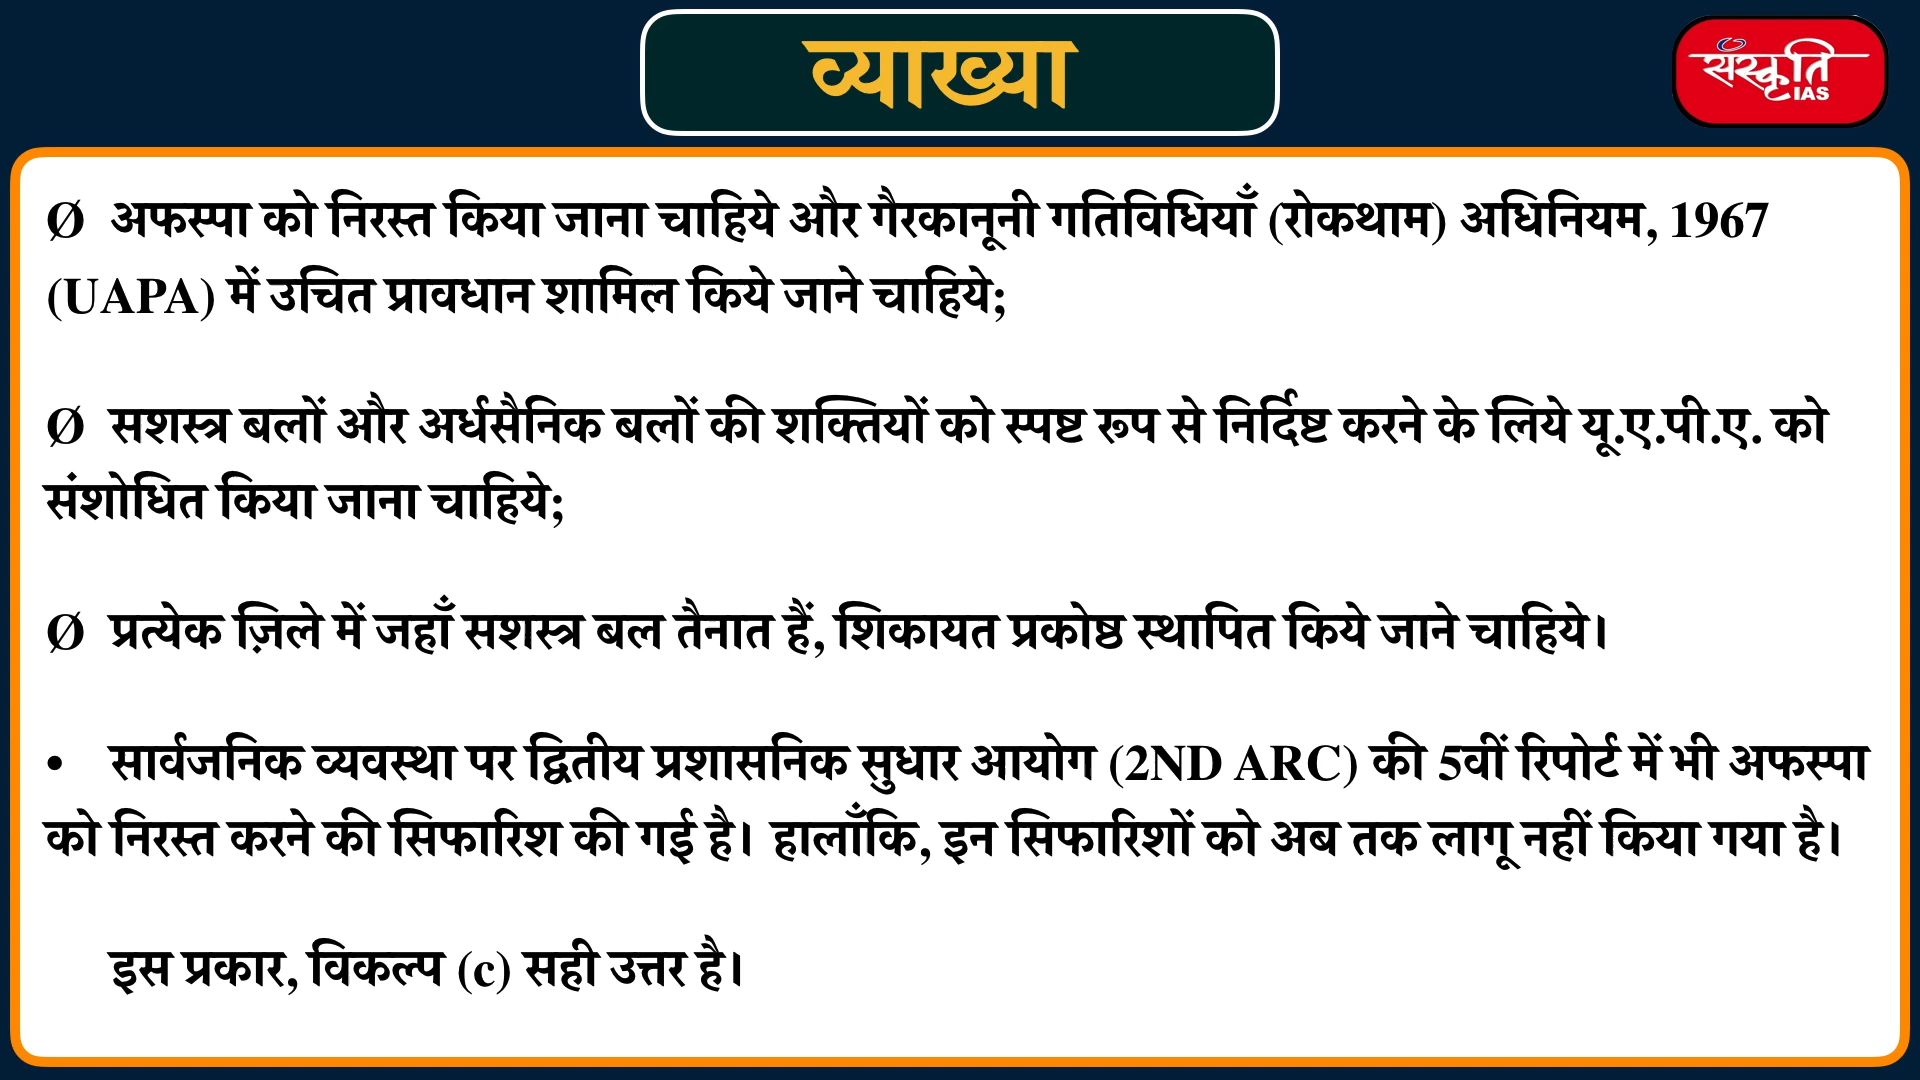 व्याख्या
संस्कृति
IAS
Ø अफस्पा को निरस्त किया जाना चाहिये और गैरकानूनी गतिविधियाँ (रोकथाम) अधिनियम, 1967
(UAPA) में उचित प्रावधान शामिल किये जाने चाहिये;
Ø सशस्त्र बलों और अर्धसैनिक बलों की शक्तियों को स्पष्ट रूप से निर्दिष्ट करने के लिये यू.ए.पी.ए. को
संशोधित किया जाना चाहिये;
Ø प्रत्येक ज़िले में जहाँ सशस्त्र बल तैनात हैं, शिकायत प्रकोष्ठ स्थापित किये जाने चाहिये।
• सार्वजनिक व्यवस्था पर द्वितीय प्रशासनिक सुधार आयोग (2ND ARC) की 5वीं रिपोर्ट में भी अफस्पा
को निरस्त करने की सिफारिश की गई है। हालाँकि, इन सिफारिशों को अब तक लागू नहीं किया गया है।
इस प्रकार, विकल्प (c) सही उत्तर है।